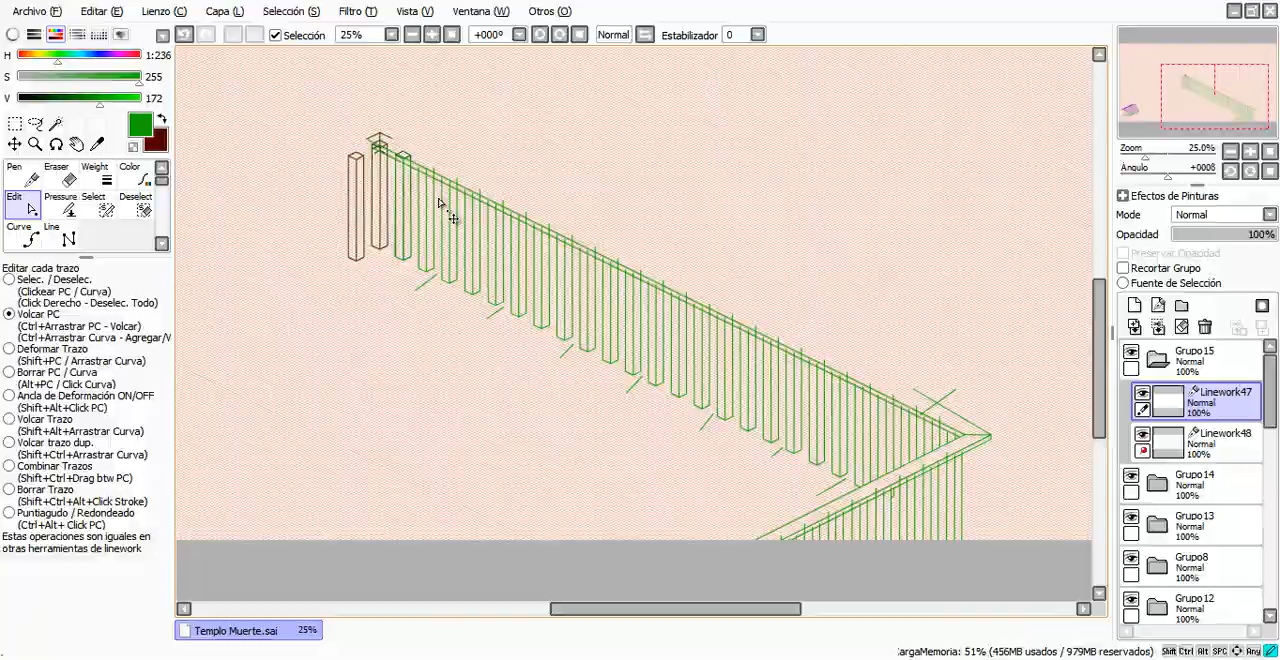 Archivo (F) Editar (E) Lienzo (C) Capa (L) Selección (S) Filtro (T) Vista (V) Ventana (W) Otros (O)
Selección 25% +000º Normal Estabilizador 0
H 1:236
S 255
V 172
Pen Eraser Weight Color
Edit Pressure Select Deselect
Curve Line
Editar cada trazo
Selec. / Deselec.
(Clickear PC / Curva)
(Click Derecho - Deselec. Todo)
Volcar PC
(Ctrl+Arrastrar PC - Volcar)
(Ctrl+Arrastrar Curva - Agregar/V
Deformar Trazo
(Shift+PC / Arrastrar Curva)
Borrar PC / Curva
(Alt+PC / Click Curva)
Ancla de Deformación ON/OFF
(Shift+Alt+Click PC)
Volcar Trazo
(Shift+Alt+Arrastrar Curva)
Volcar trazo dup.
(Shift+Ctrl+Arrastrar Curva)
Combinar Trazos
(Shift+Ctrl+Drag btw PC)
Borrar Trazo
(Shift+Ctrl+Alt+Click Stroke)
Puntiagudo / Redondeado
(Ctrl+Alt+ Click PC)
Estas operaciones son iguales en
otras herramientas de linework
Templo Muerte.sai 25%
Zoom 25.0%
Ángulo +000§
Efectos de Pinturas
Modo Normal
Opacidad 100%
Preservar Opacidad
Recortar Grupo
Fuente de Selección
Grupo15
Normal
100%
Linework47
Normal
100%
Linework48
Normal
100%
Grupo14
Normal
100%
Grupo13
Normal
100%
Grupo8
Normal
100%
Grupo12
Normal
100%
CargaMemoria: 51% (456MB usados / 979MB reservados) Shift Ctrl Alt SPC Any